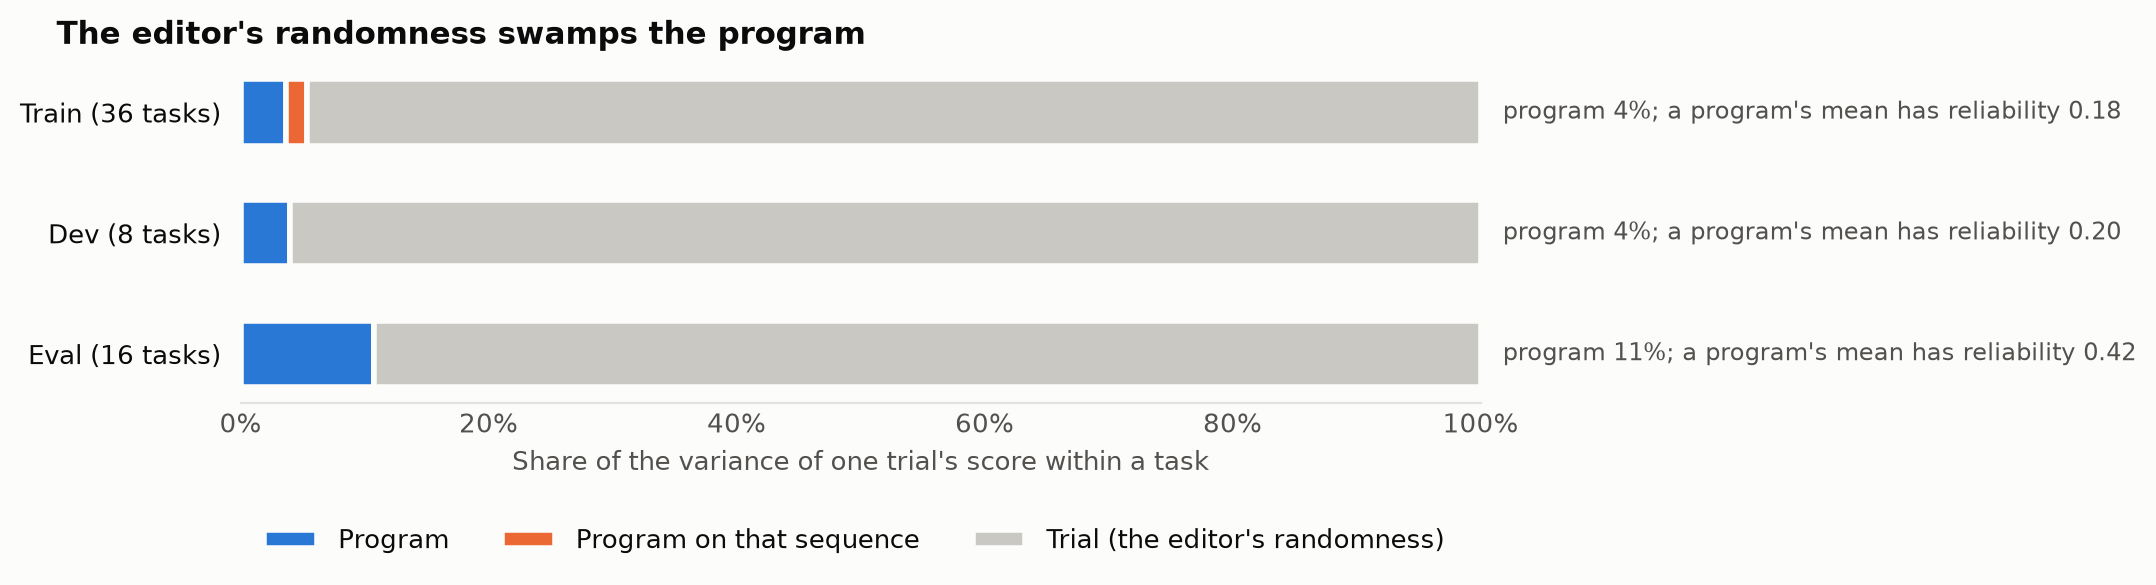 The editor's randomness swamps the program
Train (36 tasks)
program 4%; a program's mean has reliability 0.18
Dev (8 tasks)
program 4%; a program's mean has reliability 0.20
Eval (16 tasks)
program 11%; a program's mean has reliability 0.42
0% 20% 40% 60% 80% 100%
Share of the variance of one trial's score within a task
Program
Program on that sequence
Trial (the editor's randomness)